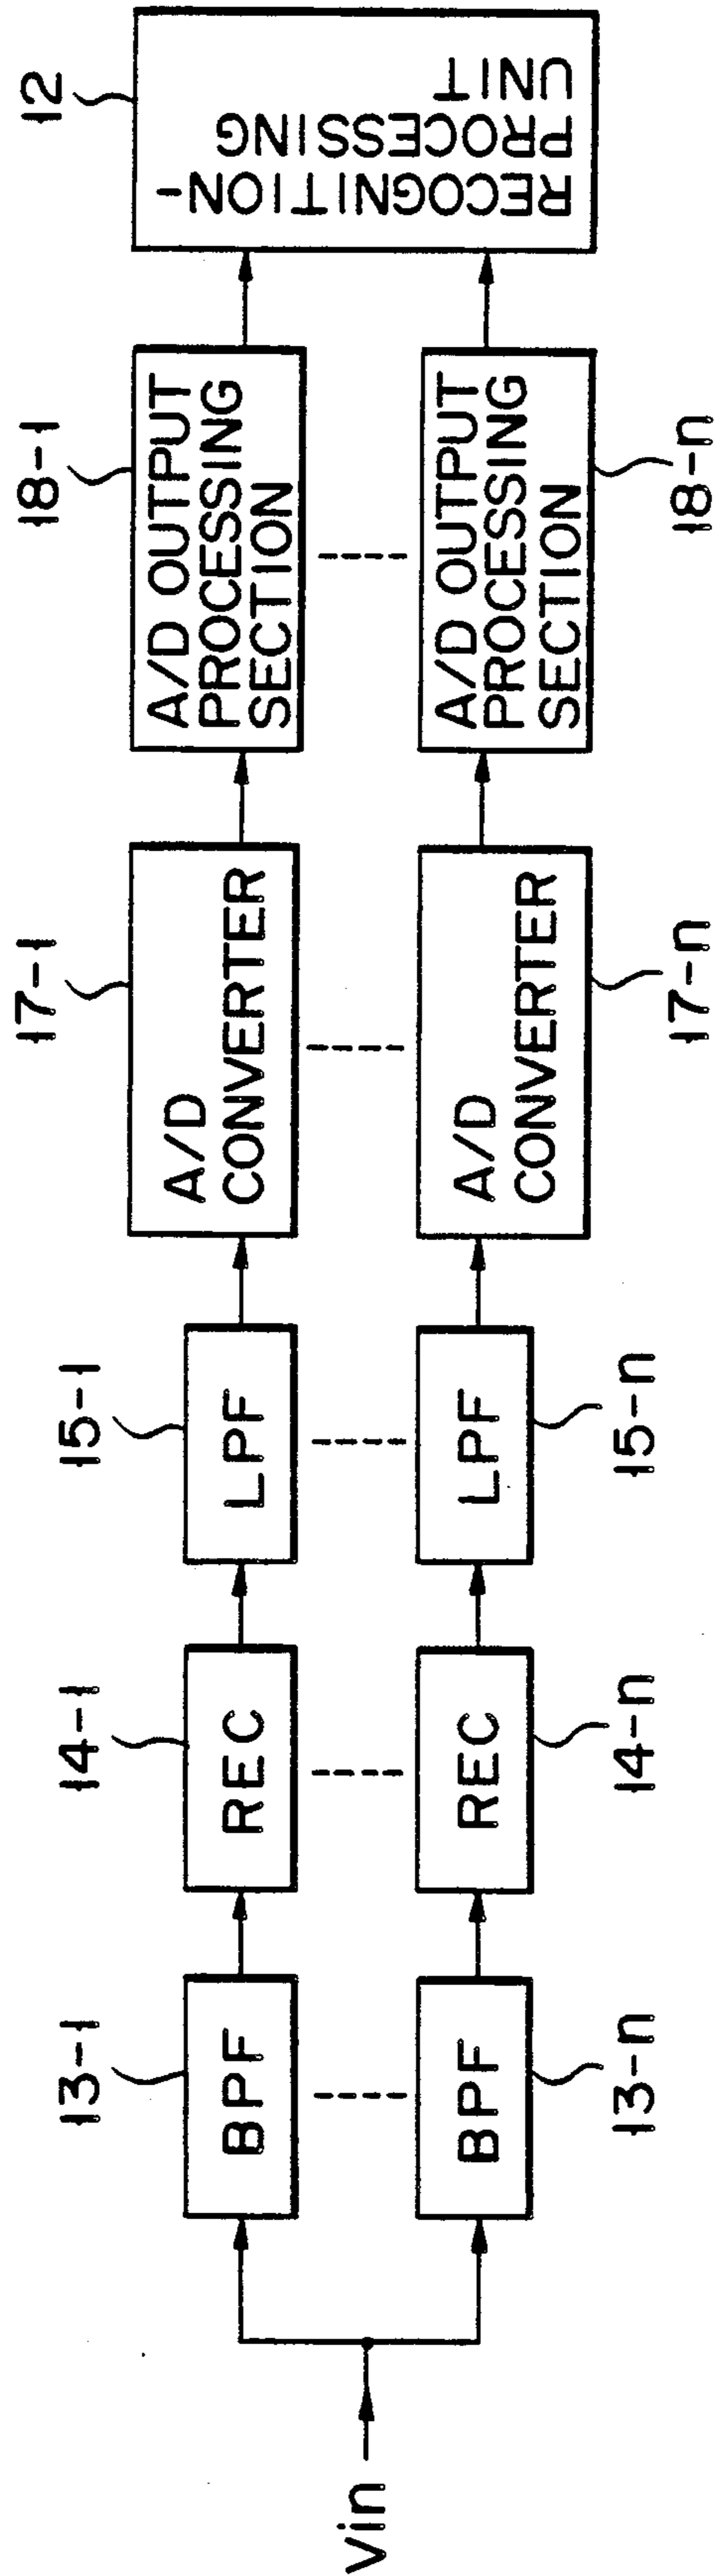 Vin
13-1
BPF
14-1
REC
15-1
LPF
17-1
A/D
CONVERTER
18-1
A/D OUTPUT
PROCESSING
SECTION
12
RECOGNITION-
PROCESSING
UNIT
BPF
13-n
REC
14-n
LPF
15-n
A/D
CONVERTER
17-n
A/D OUTPUT
PROCESSING
SECTION
18-n